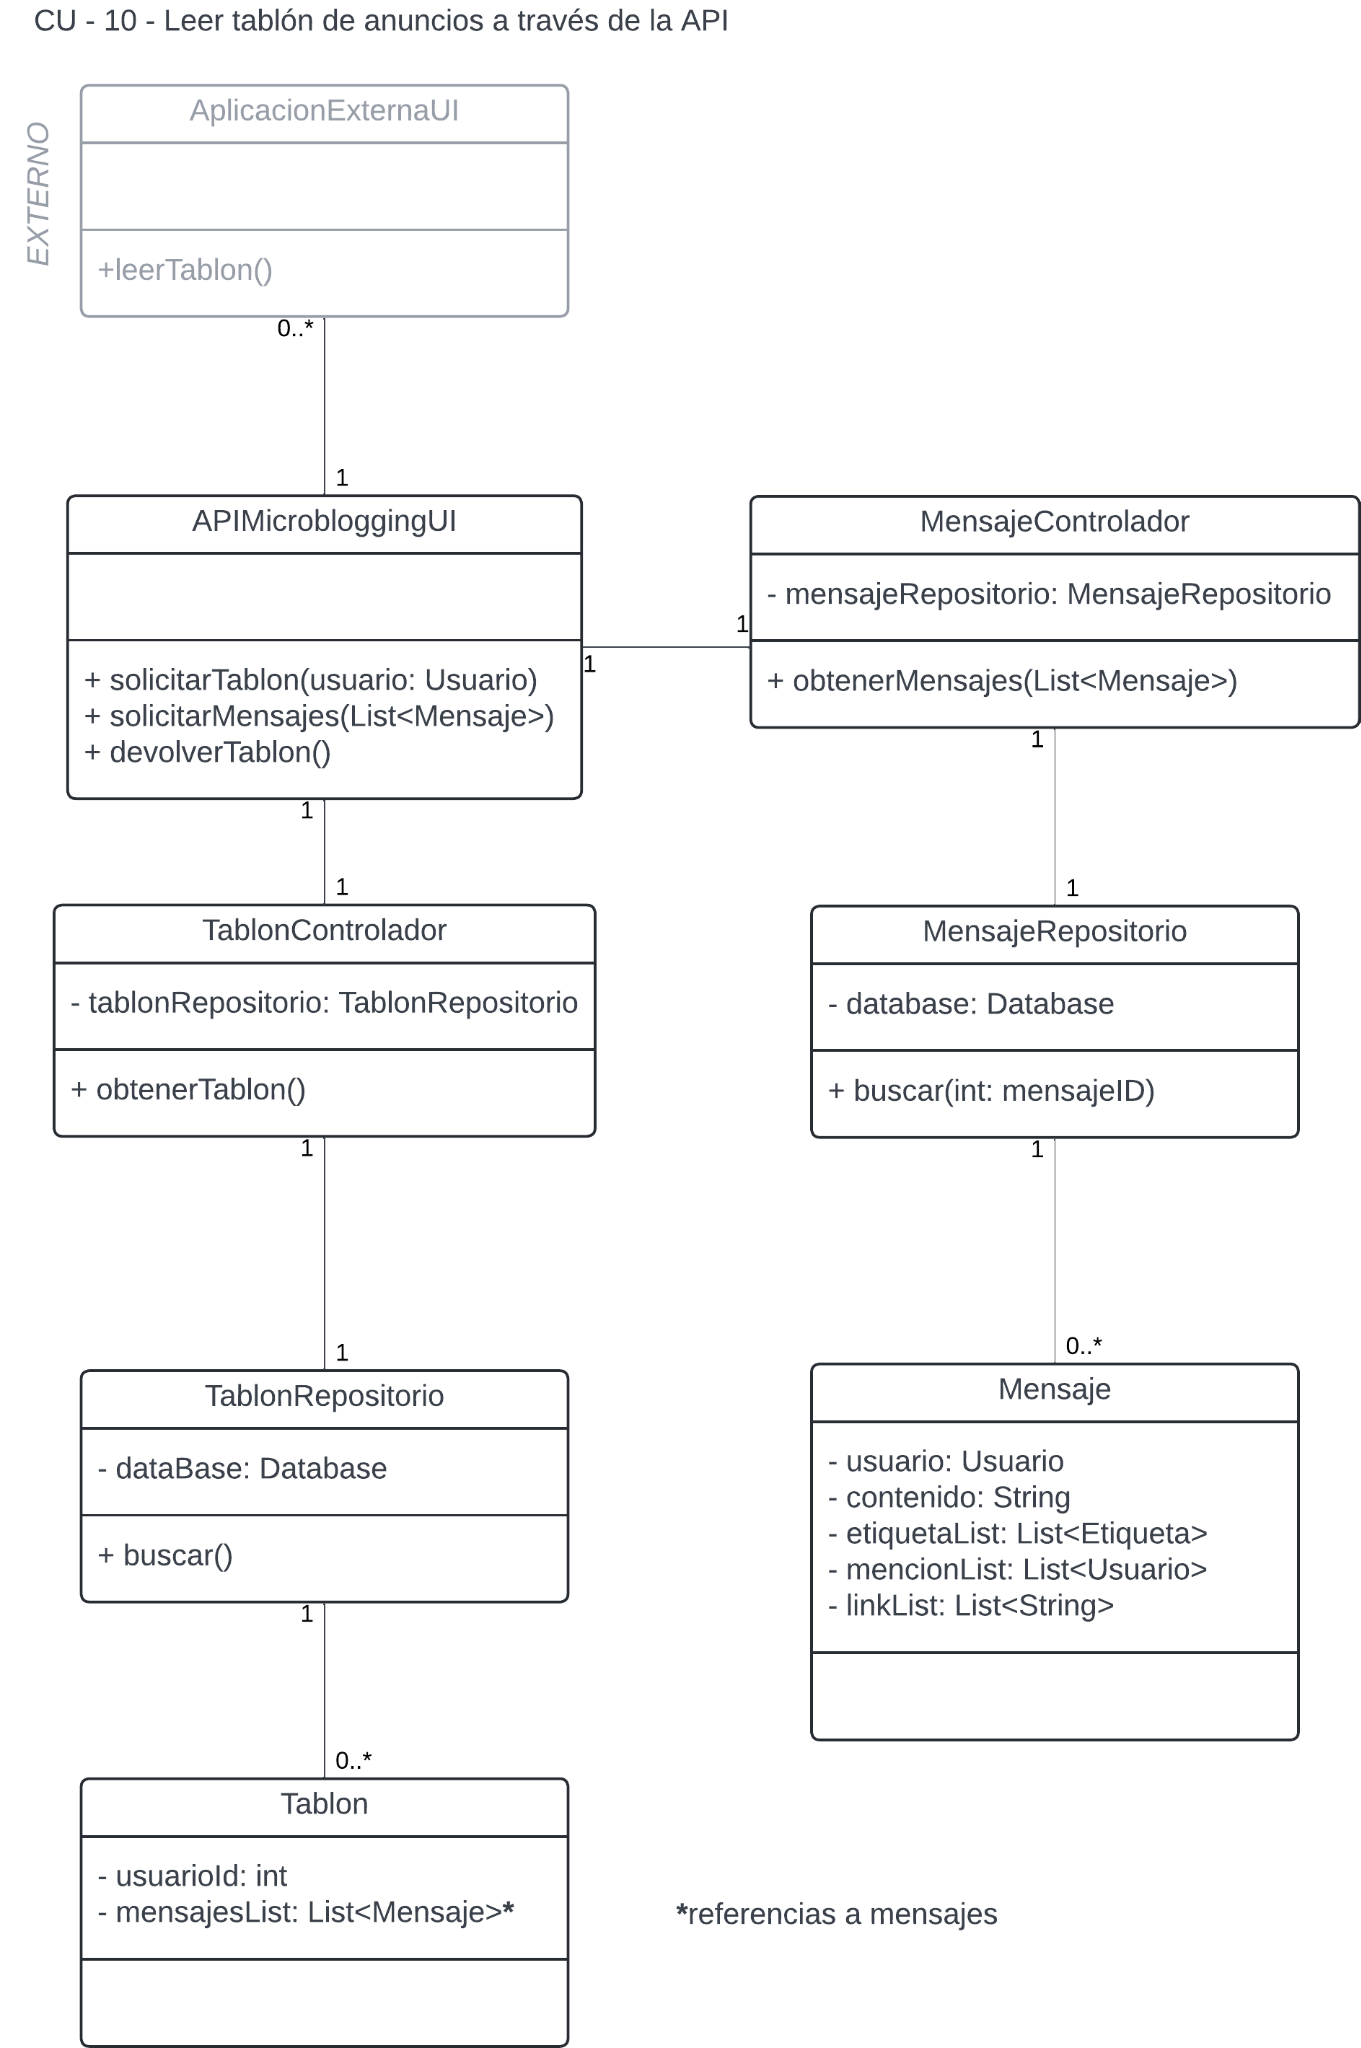 CU - 10 - Leer tablón de anuncios a través de la API
EXTERNO
AplicacionExternaUI
+leerTablon()
0..*
1
APIMicrobloggingUI
+ solicitarTablon(usuario: Usuario)
+ solicitarMensajes(List<Mensaje>)
+ devolverTablon()
1
1
MensajeControlador
- mensajeRepositorio: MensajeRepositorio
+ obtenerMensajes(List<Mensaje>)
1
1
TablonControlador
- tablonRepositorio: TablonRepositorio
+ obtenerTablon()
1
1
MensajeRepositorio
- database: Database
+ buscar(int: mensajeID)
1
1
TablonRepositorio
- dataBase: Database
+ buscar()
1
0..*
Mensaje
- usuario: Usuario
- contenido: String
- etiquetaList: List<Etiqueta>
- mencionList: List<Usuario>
- linkList: List<String>
1
0..*
Tablon
- usuarioId: int
- mensajesList: List<Mensaje>*
*referencias a mensajes